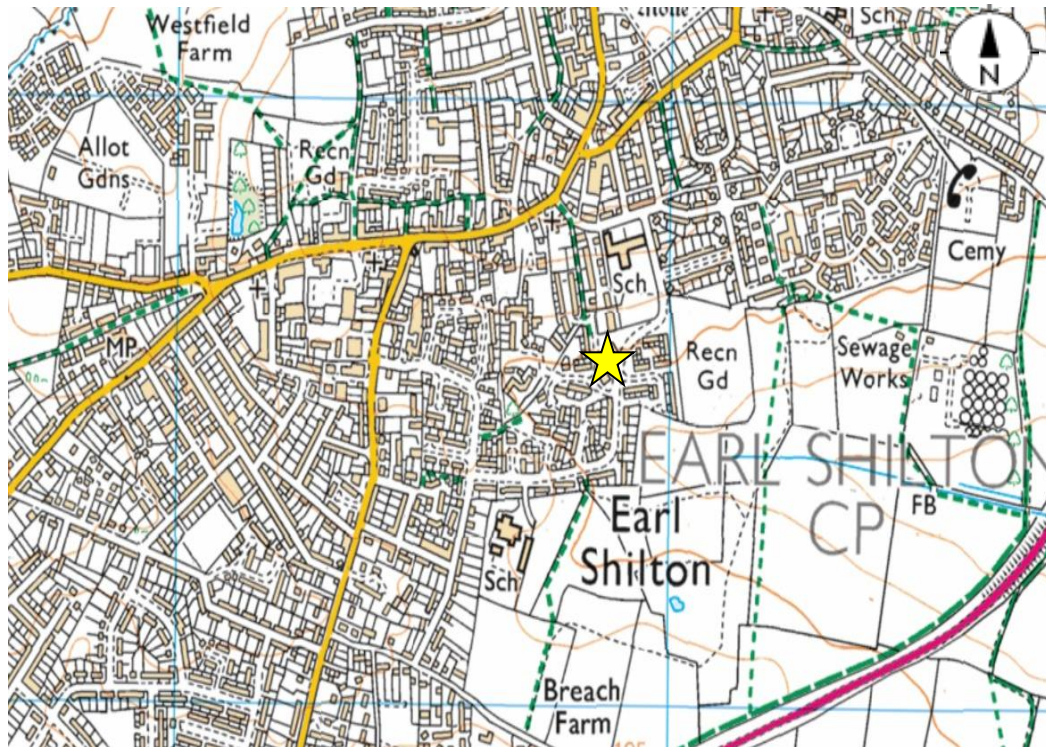 Westfield
Farm
Sch
N
Allot
Gdns
Recn
Gd
Cemy
Sch
MP
Recn
Gd
Sewage
Works
EARL SHILTON
CP
FB
Earl
Shilton
Sch
Breach
Farm